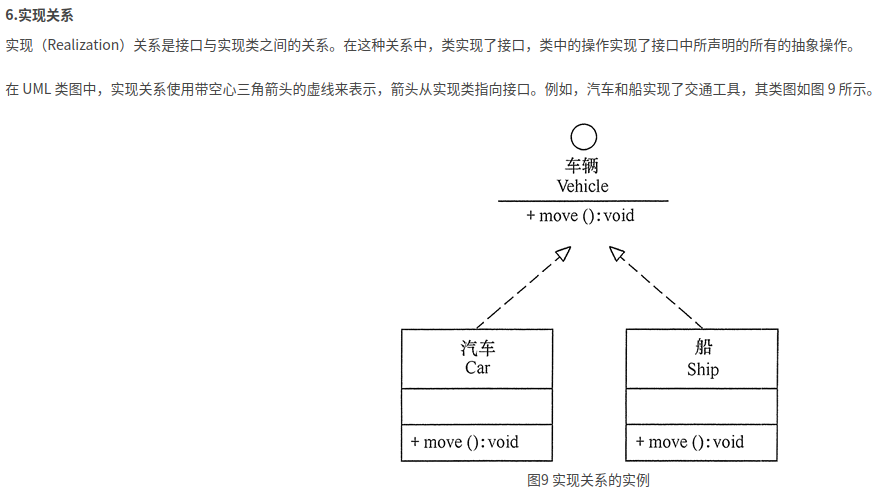 6.实现关系
实现（Realization）关系是接口与实现类之间的关系。在这种关系中，类实现了接口，类中的操作实现了接口中所声明的所有的抽象操作。
在 UML 类图中，实现关系使用带空心三角箭头的虚线来表示，箭头从实现类指向接口。例如，汽车和船实现了交通工具，其类图如图 9 所示。
车辆
Vehicle
+ move ():void
汽车
Car
+ move ():void
船
Ship
+ move ():void
图9 实现关系的实例